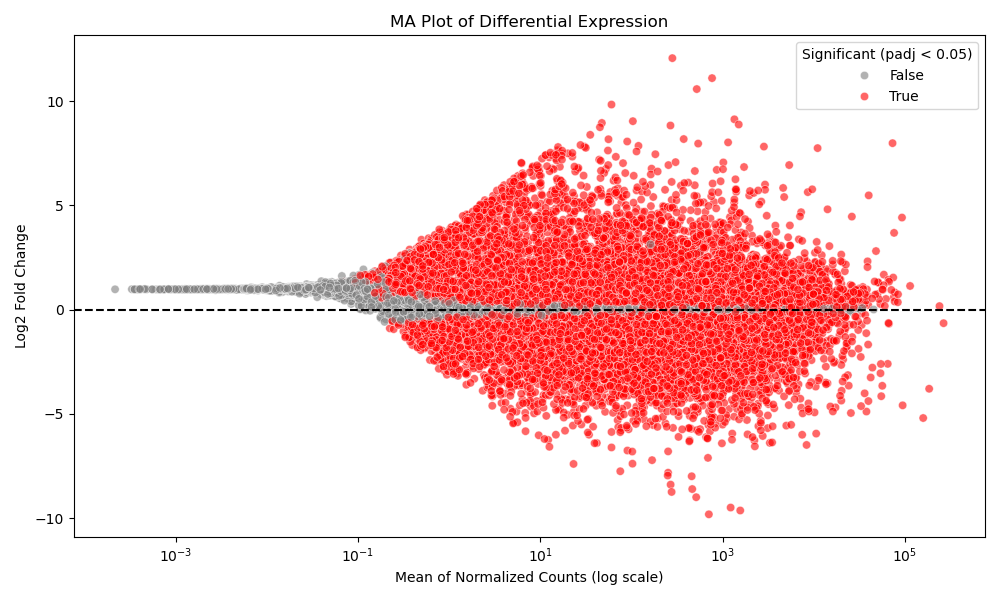 MA Plot of Differential Expression
Significant (padj < 0.05)
False
True
Log2 Fold Change
10
5
0
−5
−10
10⁻³
10⁻¹
10¹
10³
10⁵
Mean of Normalized Counts (log scale)